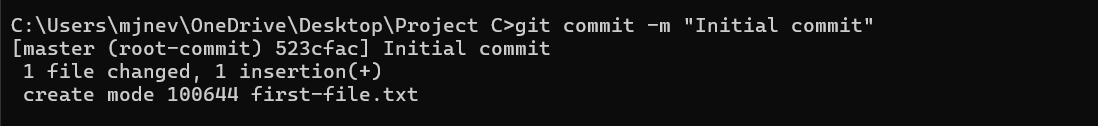 C:\Users\mjnev\OneDrive\Desktop\Project C>git commit -m "Initial commit"
[master (root-commit) 523cfac] Initial commit
 1 file changed, 1 insertion(+)
 create mode 100644 first-file.txt